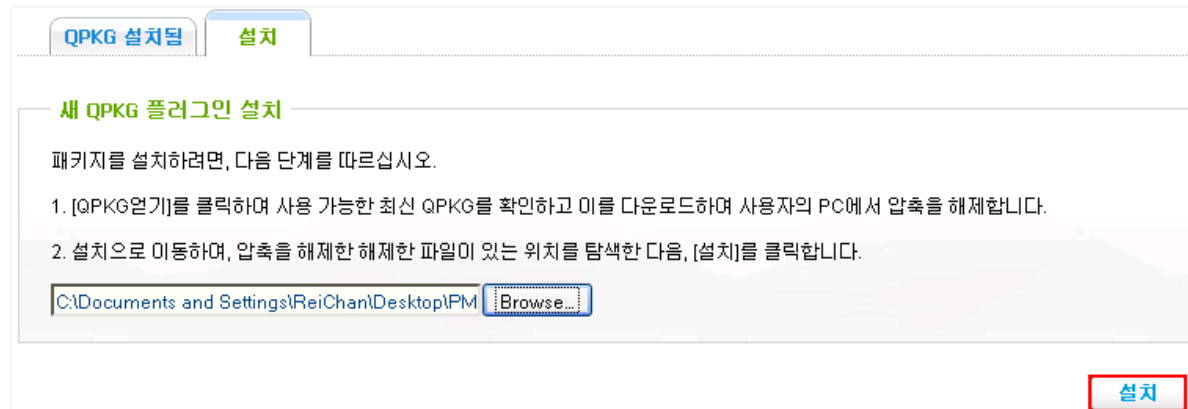 QPKG 설치됨 설치
새 QPKG 플러그인 설치
패키지를 설치하려면, 다음 단계를 따르십시오.
1. [QPKG얻기]를 클릭하여 사용 가능한 최신 QPKG를 확인하고 이를 다운로드하여 사용자의 PC에서 압축을 해제합니다.
2. 설치으로 이동하여, 압축을 해제한 해제한 파일이 있는 위치를 탐색한 다음, [설치]를 클릭합니다.
C:\Documents and Settings\ReiChan\Desktop\PM Browse...
설치